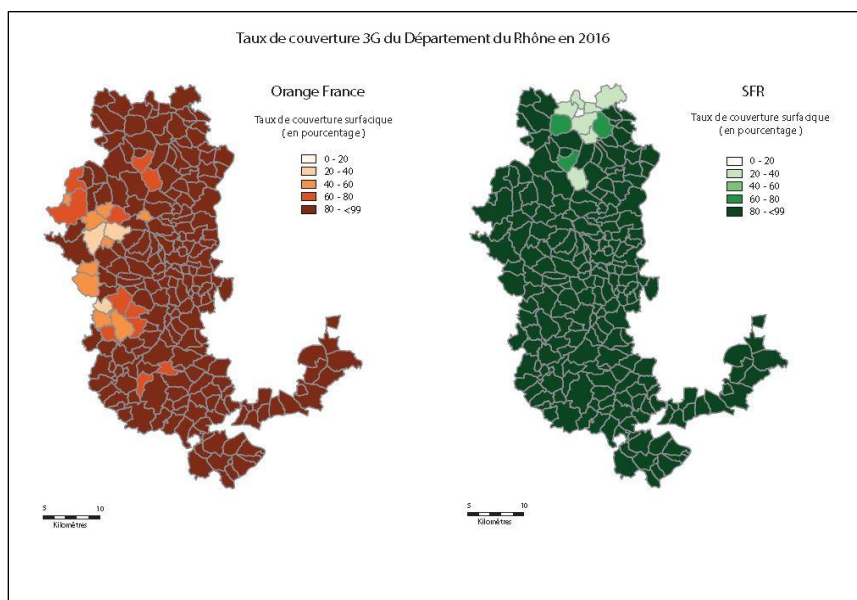 Taux de couverture 3G du Département du Rhône en 2016
Orange France
Taux de couverture surfacique
( en pourcentage )
0 - 20
20 - 40
40 - 60
60 - 80
80 - <99
5 10
Kilomètres
SFR
Taux de couverture surfacique
( en pourcentage )
0 - 20
20 - 40
40 - 60
60 - 80
80 - <99
5 10
Kilomètres